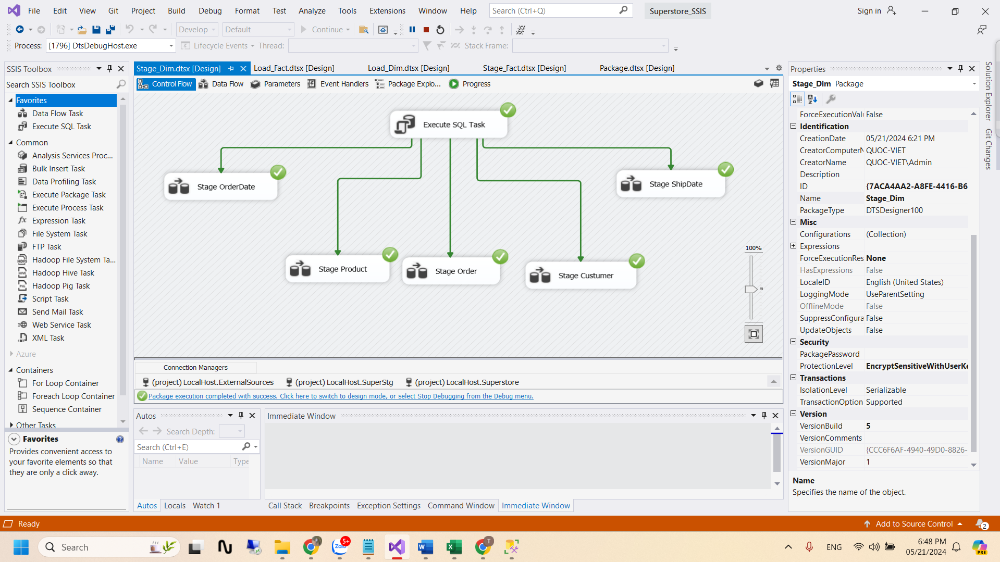 File Edit View Git Project Build Debug Format Test Analyze Tools Extensions Window Help Search (Ctrl+Q) Superstore_SSIS Sign in
Develop Default Continue
Process: [1796] DtsDebugHost.exe Lifecycle Events Thread: Stack Frame:
SSIS Toolbox
Search SSIS Toolbox
Favorites
Data Flow Task
Execute SQL Task
Common
Analysis Services Proc...
Bulk Insert Task
Data Profiling Task
Execute Package Task
Execute Process Task
Expression Task
File System Task
FTP Task
Hadoop File System Ta...
Hadoop Hive Task
Hadoop Pig Task
Script Task
Send Mail Task
Web Service Task
XML Task
Azure
Containers
For Loop Container
Foreach Loop Container
Sequence Container
Other Tasks
Favorites
Provides convenient access to
your favorite elements so that
they are only a click away.
Stage_Dim.dtsx [Design] Load_Fact.dtsx [Design] Load_Dim.dtsx [Design] Stage_Fact.dtsx [Design] Package.dtsx [Design]
Control Flow Data Flow Parameters Event Handlers Package Explo... Progress
Execute SQL Task
Stage OrderDate
Stage ShipDate
Stage Product
Stage Order
Stage Custumer
100%
Connection Managers
(project) LocalHost.ExternalSources (project) LocalHost.SuperStg (project) LocalHost.Superstore
Package execution completed with success. Click here to switch to design mode, or select Stop Debugging from the Debug menu.
Autos
Search Depth:
Search (Ctrl+E)
Name Value Type
Autos Locals Watch 1
Immediate Window
Call Stack Breakpoints Exception Settings Command Window Immediate Window
Properties
Stage_Dim Package
ForceExecutionValu False
Identification
CreationDate 05/21/2024 6:21 PM
CreatorComputerN QUOC-VIET
CreatorName QUOC-VIET\Admin
Description
ID {7ACA4AA2-A8FE-4416-B6
Name Stage_Dim
PackageType DTSDesigner100
Misc
Configurations (Collection)
Expressions
ForceExecutionRes None
HasExpressions False
LocaleID English (United States)
LoggingMode UseParentSetting
OfflineMode False
SuppressConfigura False
UpdateObjects False
Security
PackagePassword
ProtectionLevel EncryptSensitiveWithUserKe
Transactions
IsolationLevel Serializable
TransactionOption Supported
Version
VersionBuild 5
VersionComments
VersionGUID {CCC6F6AF-4940-49D0-8826-
VersionMajor 1
Name
Specifies the name of the object.
Solution Explorer
Git Changes
Ready Add to Source Control 2
Search Zalo 5+ T ENG 6:48 PM
05/21/2024 PRE